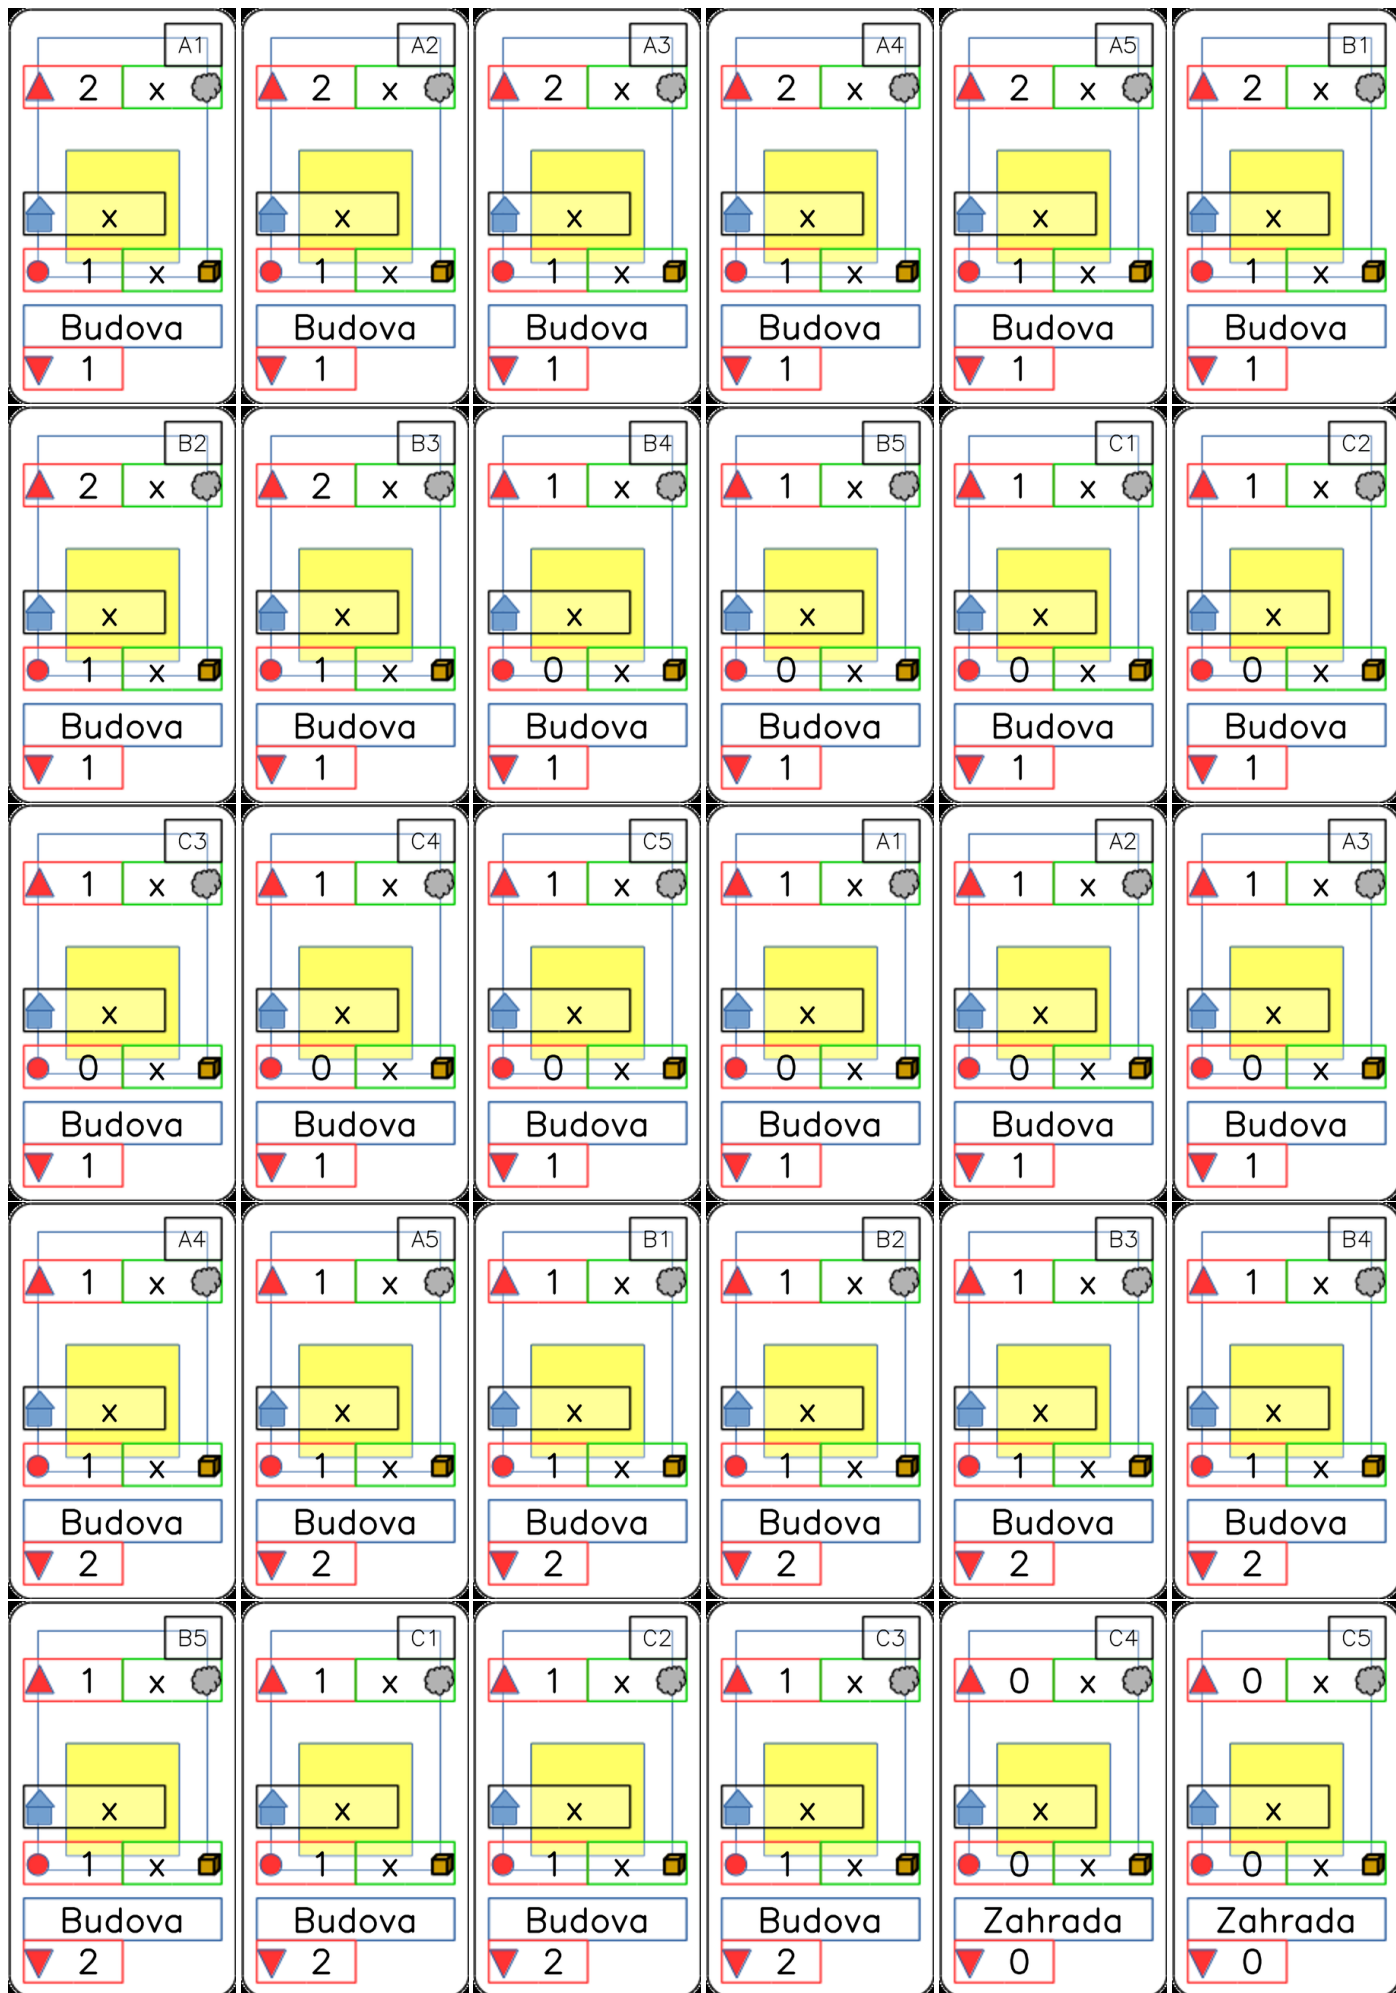 A1 A2 A3 A4 A5 B1
2 x 2 x 2 x 2 x 2 x 2 x
x x x x x x
1 x 1 x 1 x 1 x 1 x 1 x
Budova Budova Budova Budova Budova Budova
1 1 1 1 1 1
B2 B3 B4 B5 C1 C2
2 x 2 x 1 x 1 x 1 x 1 x
x x x x x x
1 x 1 x 0 x 0 x 0 x 0 x
Budova Budova Budova Budova Budova Budova
1 1 1 1 1 1
C3 C4 C5 A1 A2 A3
1 x 1 x 1 x 1 x 1 x 1 x
x x x x x x
0 x 0 x 0 x 0 x 0 x 0 x
Budova Budova Budova Budova Budova Budova
1 1 1 1 1 1
A4 A5 B1 B2 B3 B4
1 x 1 x 1 x 1 x 1 x 1 x
x x x x x x
1 x 1 x 1 x 1 x 1 x 1 x
Budova Budova Budova Budova Budova Budova
2 2 2 2 2 2
B5 C1 C2 C3 C4 C5
1 x 1 x 1 x 1 x 0 x 0 x
x x x x x x
1 x 1 x 1 x 1 x 0 x 0 x
Budova Budova Budova Budova Zahrada Zahrada
2 2 2 2 0 0